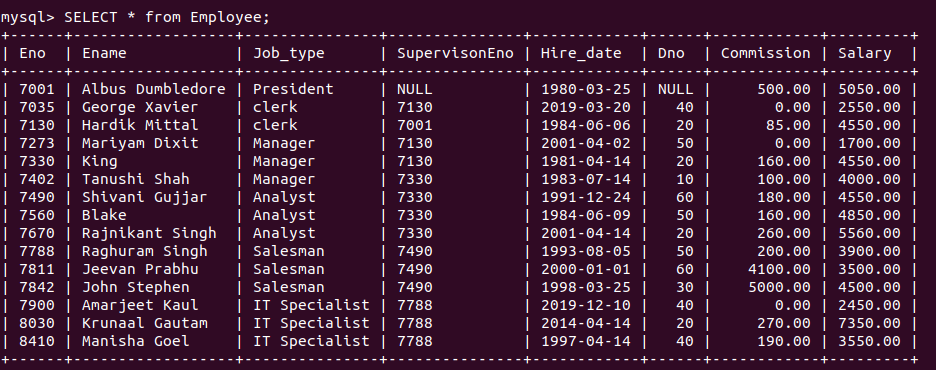 mysql> SELECT * from Employee;
+------+------------------+---------------+---------------+------------+------+------------+---------+
| Eno  | Ename            | Job_type      | SupervisonEno | Hire_date  | Dno  | Commission | Salary  |
+------+------------------+---------------+---------------+------------+------+------------+---------+
| 7001 | Albus Dumbledore | President     | NULL          | 1980-03-25 | NULL |     500.00 | 5050.00 |
| 7035 | George Xavier    | clerk         | 7130          | 2019-03-20 |   40 |       0.00 | 2550.00 |
| 7130 | Hardik Mittal    | clerk         | 7001          | 1984-06-06 |   20 |      85.00 | 4550.00 |
| 7273 | Mariyam Dixit    | Manager       | 7130          | 2001-04-02 |   50 |       0.00 | 1700.00 |
| 7330 | King             | Manager       | 7130          | 1981-04-14 |   20 |     160.00 | 4550.00 |
| 7402 | Tanushi Shah     | Manager       | 7330          | 1983-07-14 |   10 |     100.00 | 4000.00 |
| 7490 | Shivani Gujjar   | Analyst       | 7330          | 1991-12-24 |   60 |     180.00 | 4550.00 |
| 7560 | Blake            | Analyst       | 7330          | 1984-06-09 |   50 |     160.00 | 4850.00 |
| 7670 | Rajnikant Singh  | Analyst       | 7330          | 2001-04-14 |   20 |     260.00 | 5560.00 |
| 7788 | Raghuram Singh   | Salesman      | 7490          | 1993-08-05 |   50 |     200.00 | 3900.00 |
| 7811 | Jeevan Prabhu    | Salesman      | 7490          | 2000-01-01 |   60 |    4100.00 | 3500.00 |
| 7842 | John Stephen     | Salesman      | 7490          | 1998-03-25 |   30 |    5000.00 | 4500.00 |
| 7900 | Amarjeet Kaul    | IT Specialist | 7788          | 2019-12-10 |   40 |       0.00 | 2450.00 |
| 8030 | Krunaal Gautam   | IT Specialist | 7788          | 2014-04-14 |   20 |     270.00 | 7350.00 |
| 8410 | Manisha Goel     | IT Specialist | 7788          | 1997-04-14 |   40 |     190.00 | 3550.00 |
+------+------------------+---------------+---------------+------------+------+------------+---------+